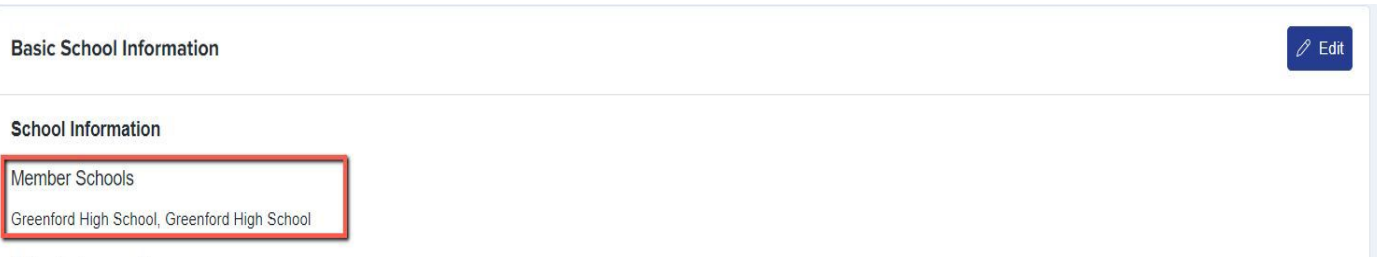 Basic School Information
Edit
School Information
Member Schools
Greenford High School, Greenford High School